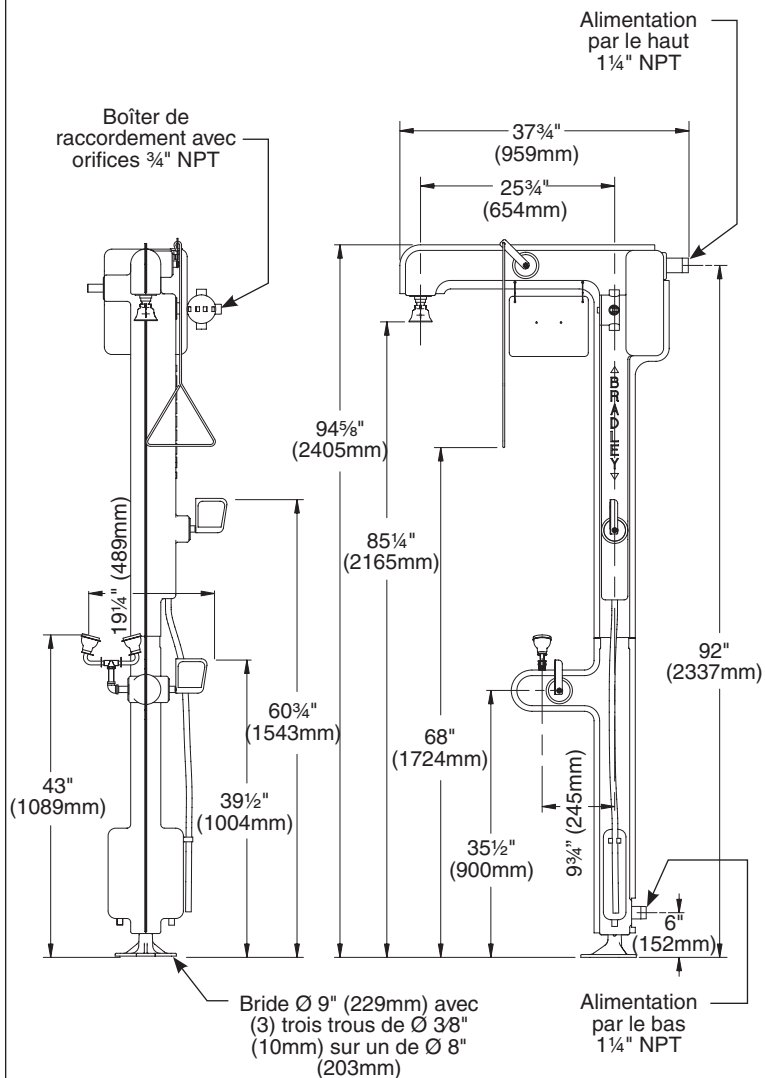 Alimentation
par le haut
1¼" NPT
Boîter de
raccordement avec
orifices ¾" NPT
37¾"
(959mm)
25¾"
(654mm)
BRADLEY
94⅝"
(2405mm)
85¼"
(2165mm)
19¼" (489mm)
92"
(2337mm)
60¾"
(1543mm)
68"
(1724mm)
43"
(1089mm)
39½"
(1004mm)
35½"
(900mm)
9¾" (245mm)
6"
(152mm)
Bride Ø 9" (229mm) avec
(3) trois trous de Ø 3⁄8"
(10mm) sur un de Ø 8"
(203mm)
Alimentation
par le bas
1¼" NPT